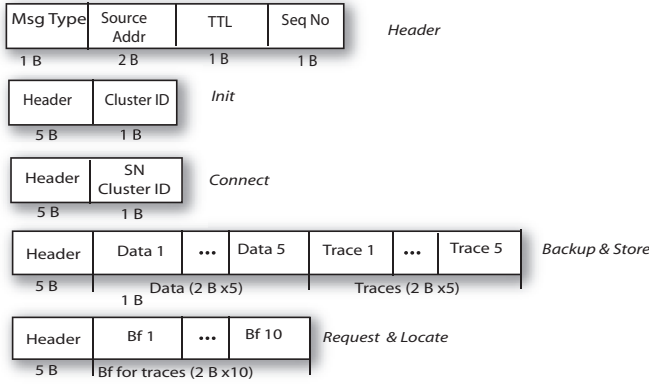 Msg Type Source Addr TTL Seq No Header
1 B 2 B 1 B 1 B
Header Cluster ID Init
5 B 1 B
Header SN Cluster ID Connect
5 B 1 B
Header Data 1 ... Data 5 Trace 1 ... Trace 5 Backup & Store
5 B 1 B Data (2 B x5) Traces (2 B x5)
Header Bf 1 ... Bf 10 Request & Locate
5 B Bf for traces (2 B x10)